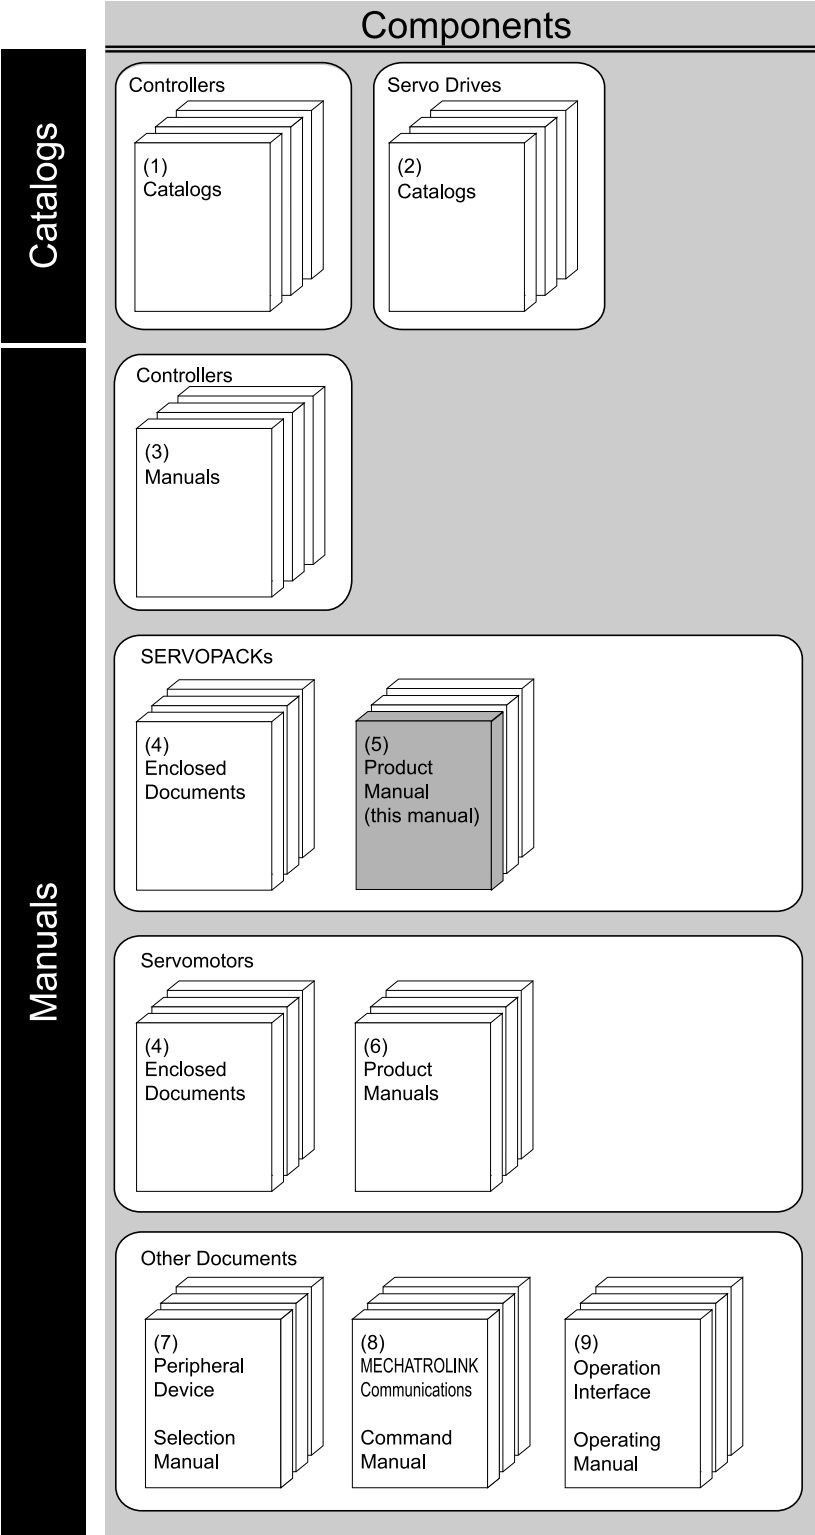 Components
Catalogs
Controllers
(1)
Catalogs
Servo Drives
(2)
Catalogs
Manuals
Controllers
(3)
Manuals
SERVOPACKs
(4)
Enclosed
Documents
(5)
Product
Manual
(this manual)
Servomotors
(4)
Enclosed
Documents
(6)
Product
Manuals
Other Documents
(7)
Peripheral
Device
Selection
Manual
(8)
MECHATROLINK
Communications
Command
Manual
(9)
Operation
Interface
Operating
Manual